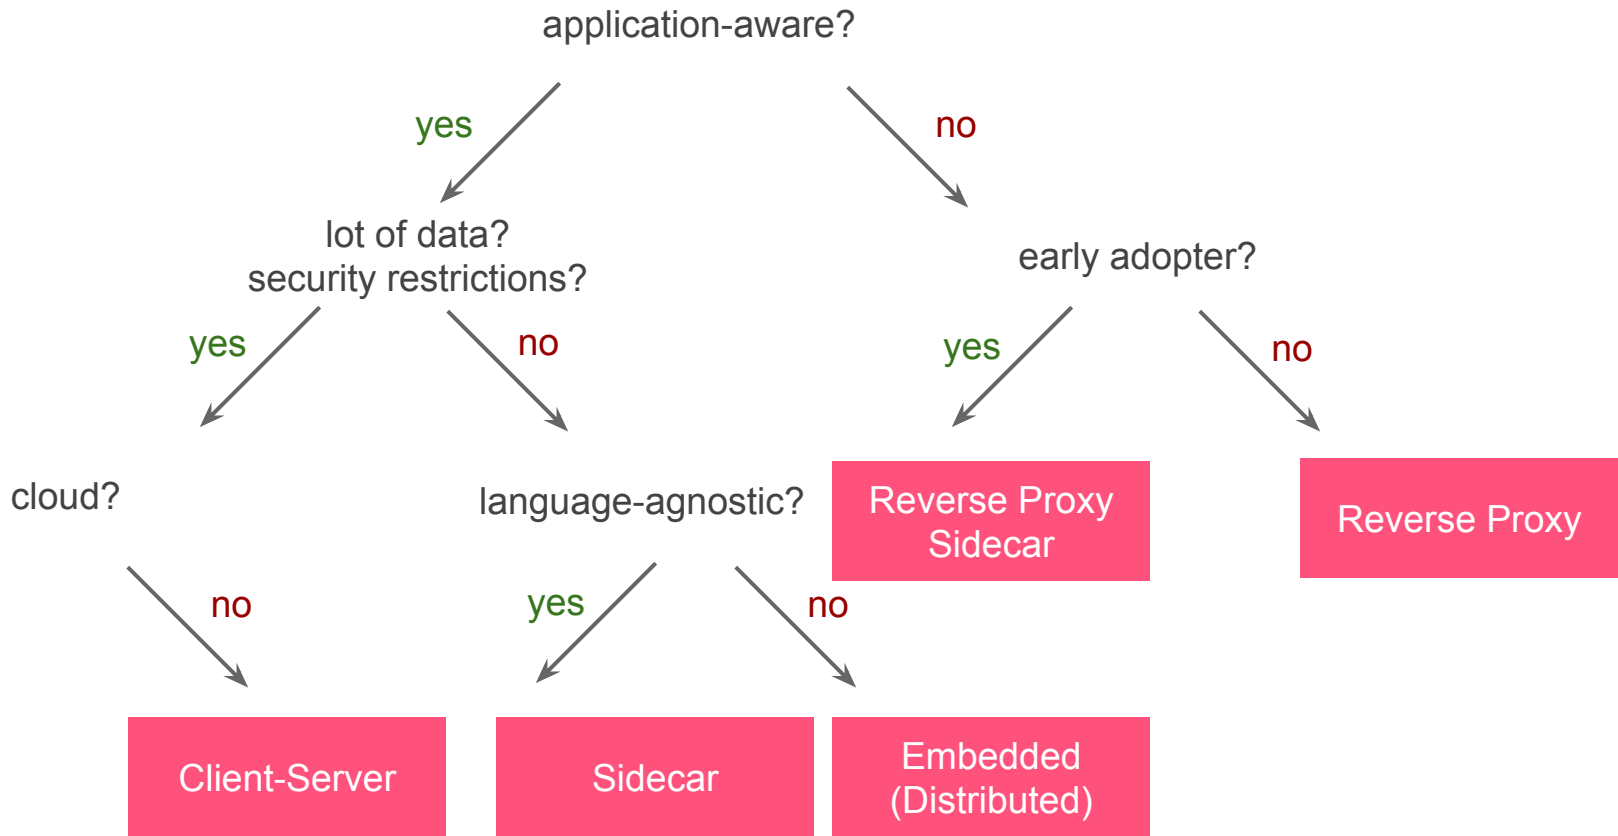 application-aware?
yes
no
lot of data?
security restrictions?
early adopter?
yes
no
yes
no
cloud?
language-agnostic?
Reverse Proxy
Sidecar
Reverse Proxy
no
yes
no
Client-Server
Sidecar
Embedded
(Distributed)